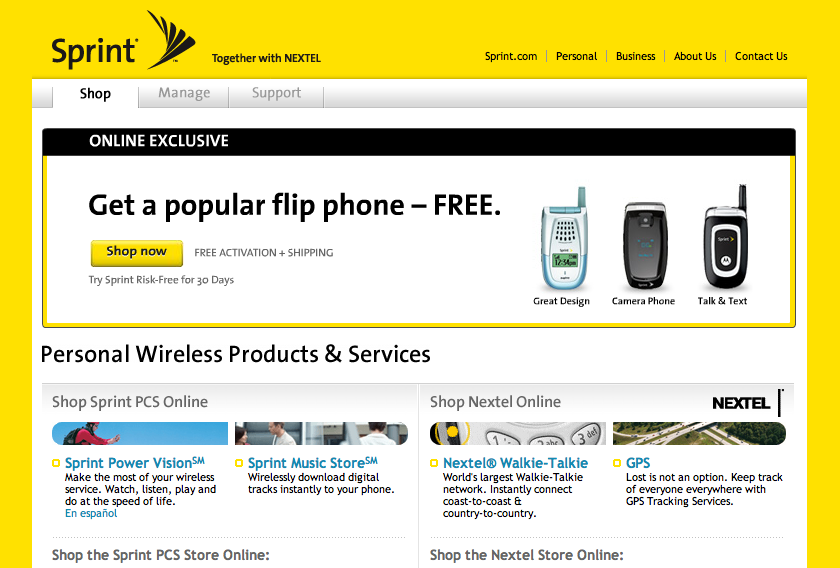 Sprint
Together with NEXTEL
Sprint.com Personal Business About Us Contact Us
Shop Manage Support
ONLINE EXCLUSIVE
Get a popular flip phone – FREE.
Shop now FREE ACTIVATION + SHIPPING
Try Sprint Risk-Free for 30 Days
Great Design Camera Phone Talk & Text
Personal Wireless Products & Services
Shop Sprint PCS Online
Sprint Power Vision℠
Make the most of your wireless
service. Watch, listen, play and
do at the speed of life.
En español
Sprint Music Store℠
Wirelessly download digital
tracks instantly to your phone.
Shop the Sprint PCS Store Online:
Shop Nextel Online
NEXTEL
Nextel® Walkie-Talkie
World's largest Walkie-Talkie
network. Instantly connect
coast-to-coast &
country-to-country.
GPS
Lost is not an option. Keep track
of everyone everywhere with
GPS Tracking Services.
Shop the Nextel Store Online: